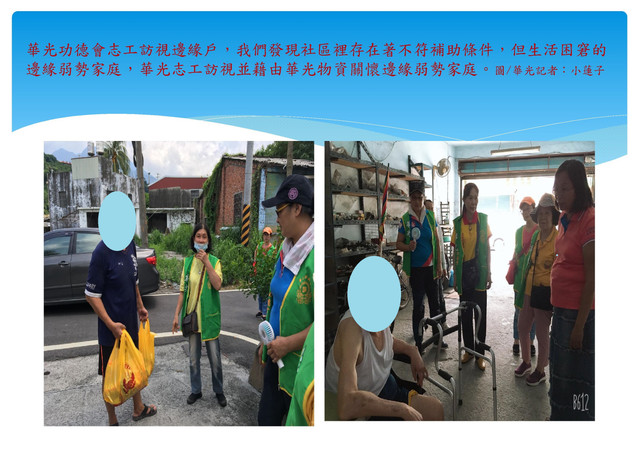 華光功德會志工訪視邊緣戶，我們發現社區裡存在著不符補助條件，但生活困窘的
邊緣弱勢家庭，華光志工訪視並藉由華光物資關懷邊緣弱勢家庭。圖/華光記者：小蓮子
B612